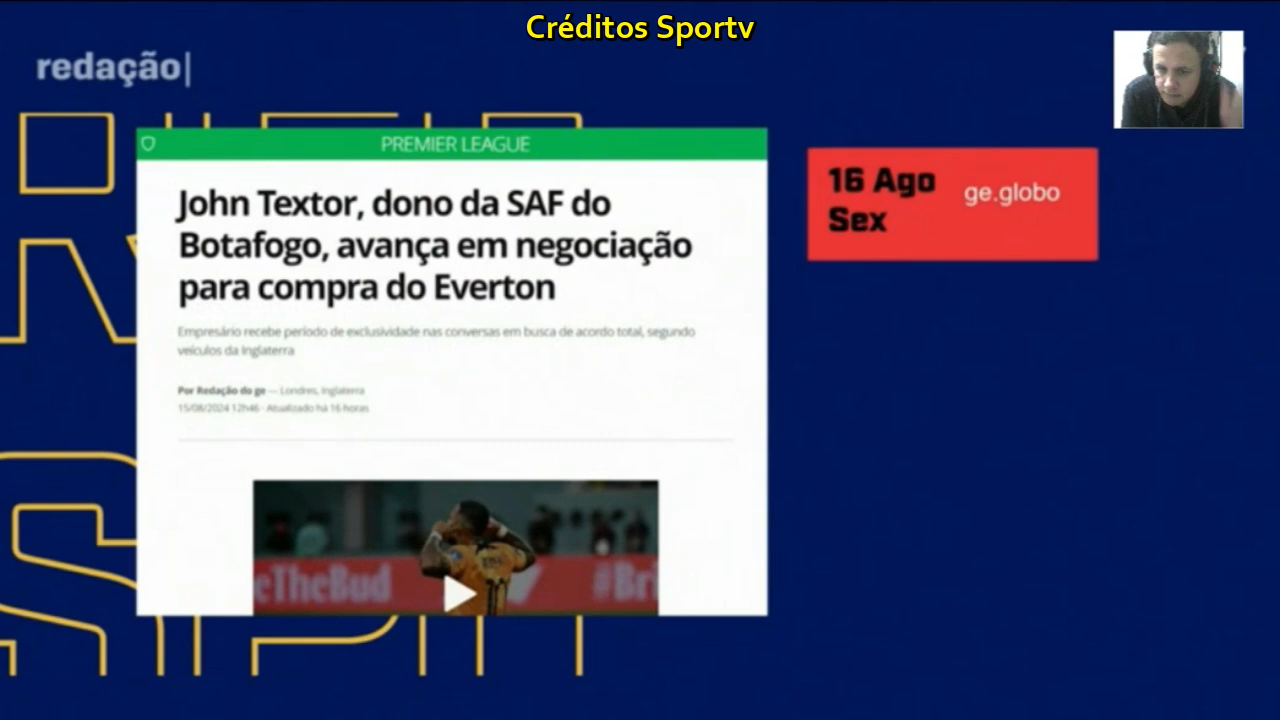 Créditos Sportv
redação|
PREMIER LEAGUE
John Textor, dono da SAF do
Botafogo, avança em negociação
para compra do Everton
Empresário recebe período de exclusividade nas conversas em busca de acordo total, segundo
veículos da Inglaterra
Por Redação do ge — Londres, Inglaterra
15/08/2024 12h46 · Atualizado há 16 horas
16 Ago
Sex
ge.globo
eTheBud
#Bri